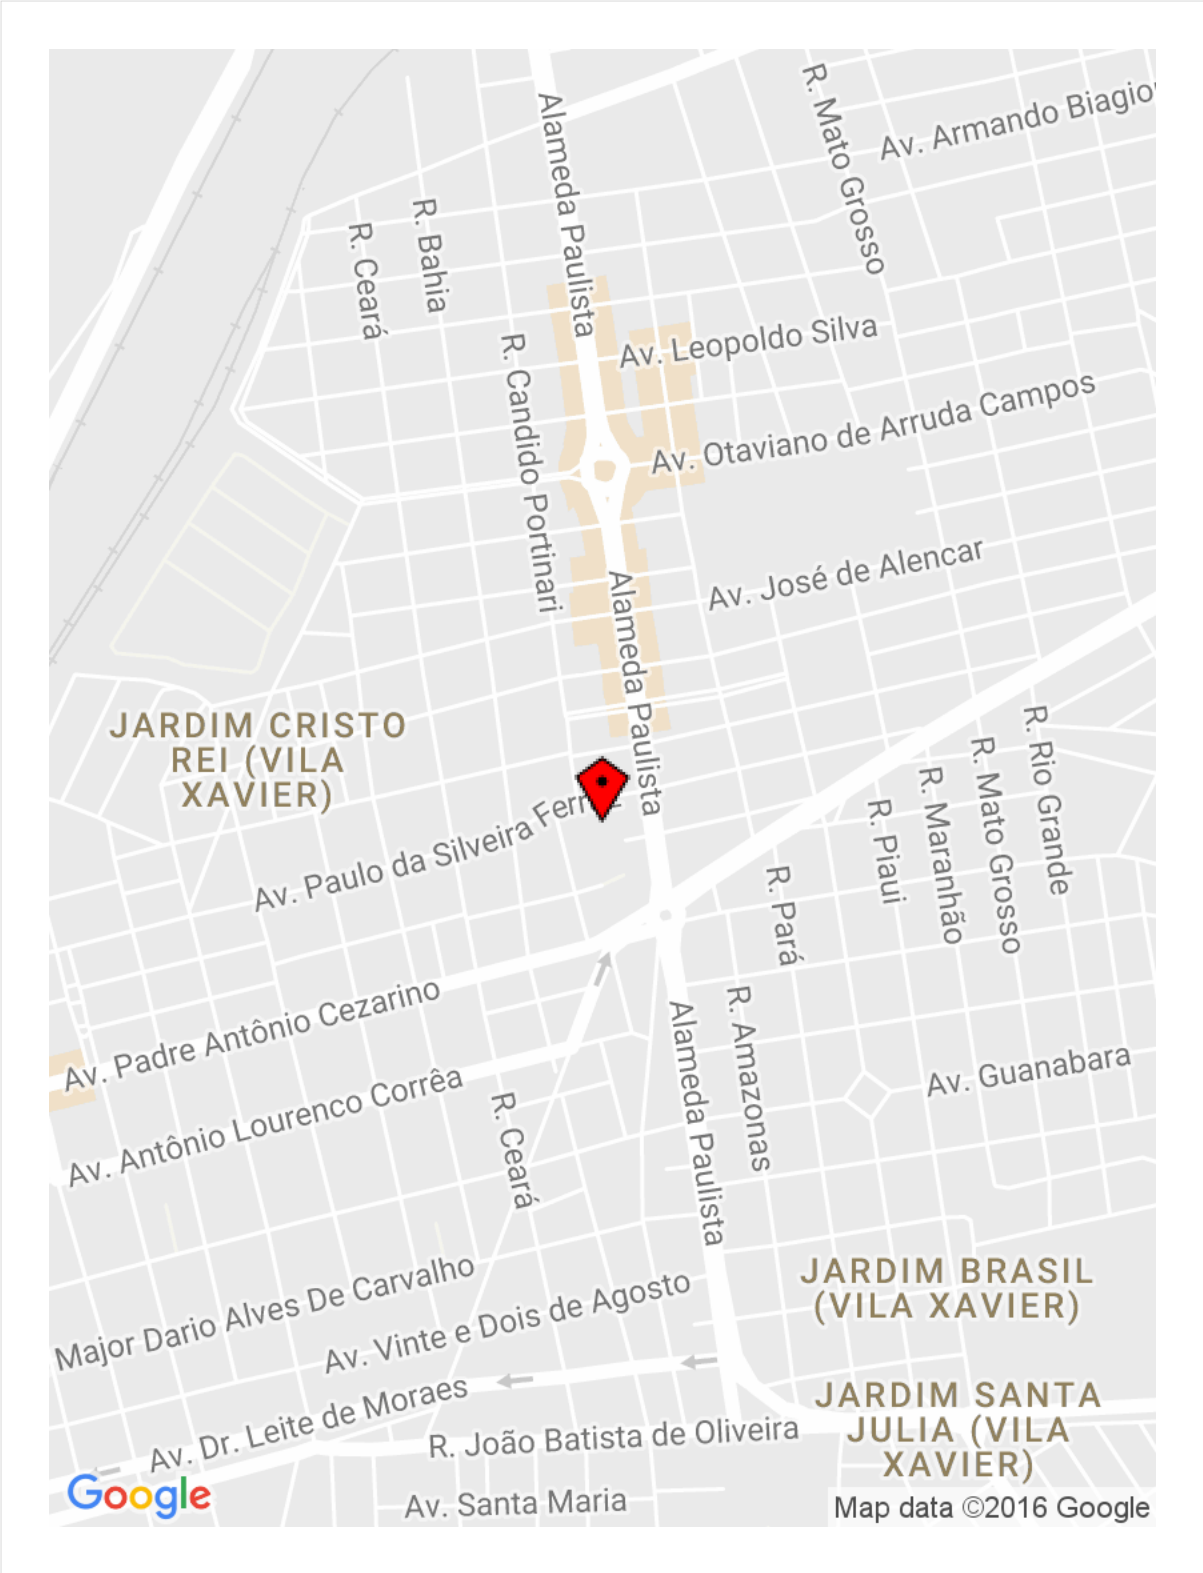 R. Mato Grosso
Av. Armando Biagio
Alameda Paulista
R. Bahia
R. Ceará
R. Candido Portinari
Av. Leopoldo Silva
Av. Otaviano de Arruda Campos
Av. José de Alencar
Alameda Paulista
JARDIM CRISTO
REI (VILA
XAVIER)
R. Rio Grande
R. Mato Grosso
R. Maranhão
R. Piaui
Av. Paulo da Silveira Ferr
R. Pará
Av. Padre Antônio Cezarino
R. Amazonas
Alameda Paulista
Av. Guanabara
Av. Antônio Lourenco Corrêa
R. Ceará
JARDIM BRASIL
(VILA XAVIER)
Major Dario Alves De Carvalho
Av. Vinte e Dois de Agosto
JARDIM SANTA
JULIA (VILA
XAVIER)
Av. Dr. Leite de Moraes
R. João Batista de Oliveira
Av. Santa Maria
Google
Map data ©2016 Google